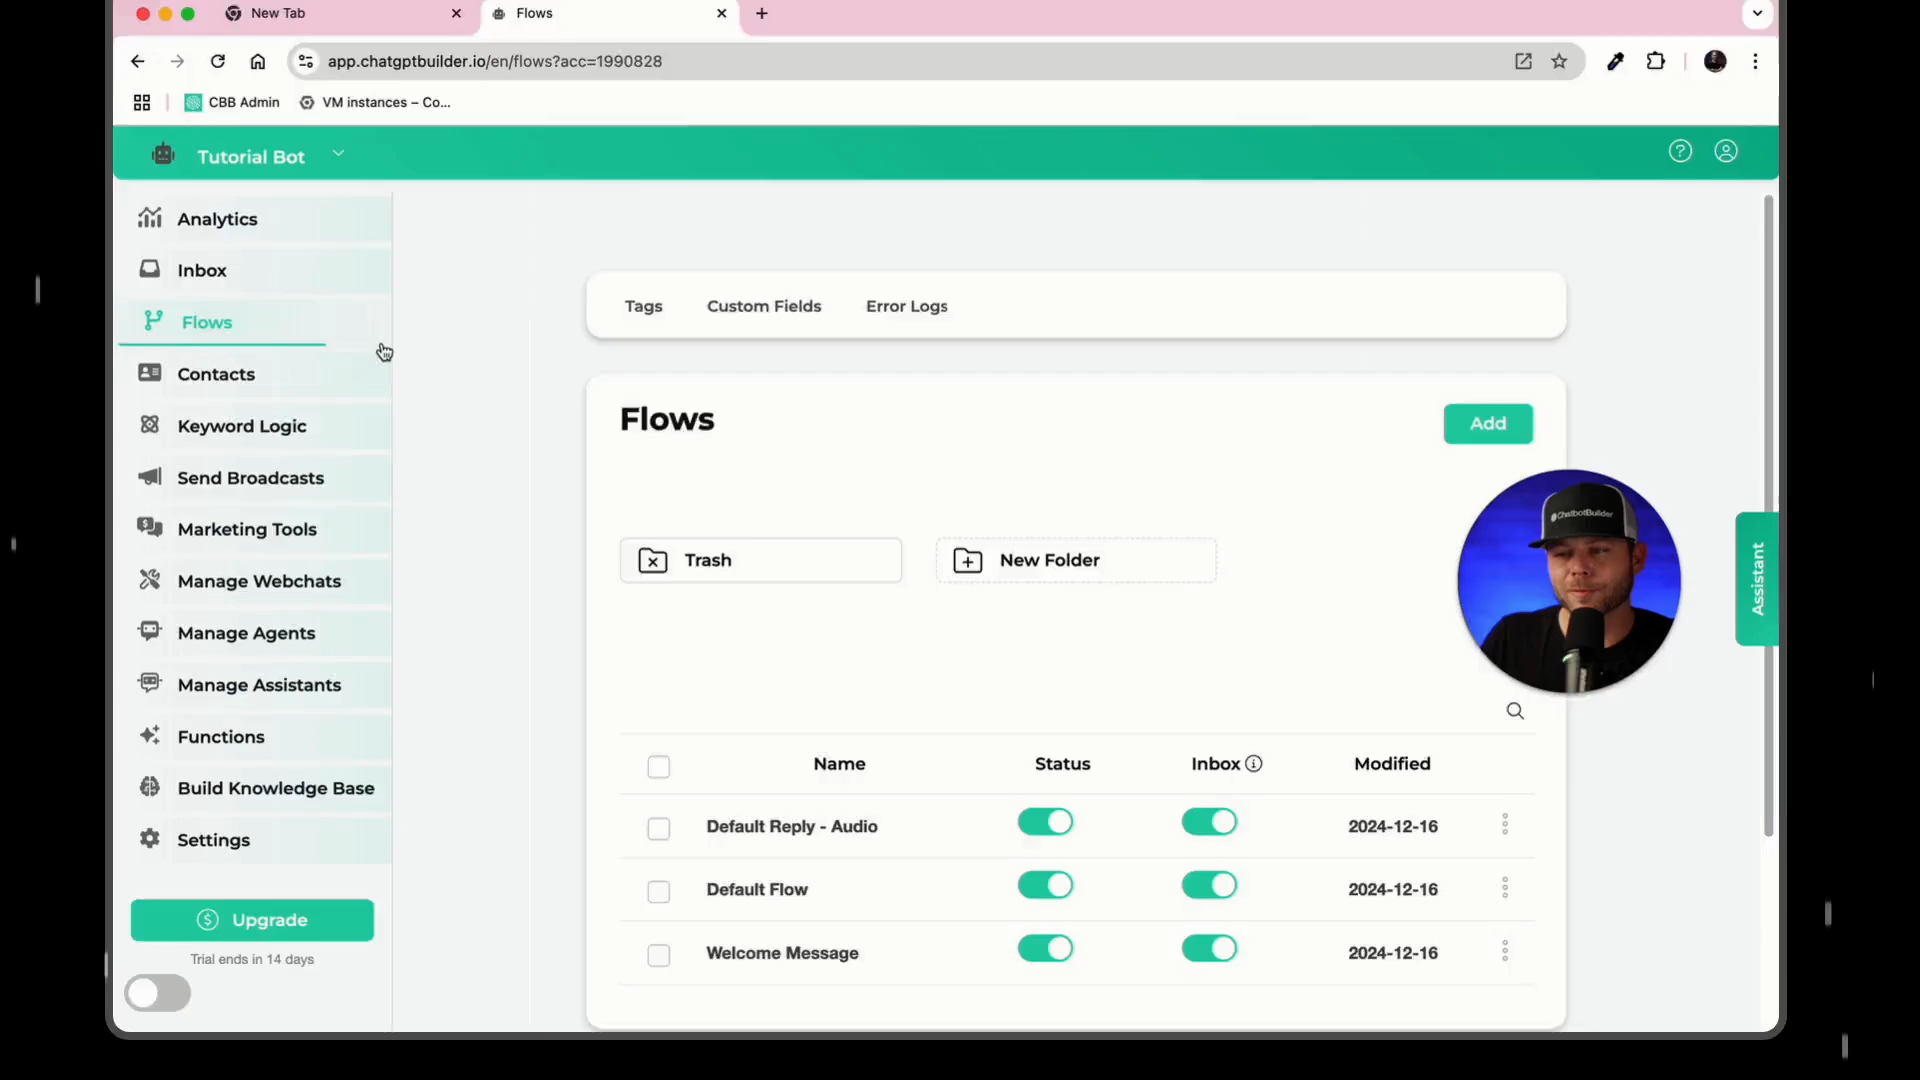 New Tab
Flows
app.chatgptbuilder.io/en/flows?acc=1990828
CBB Admin
VM instances – Co...
Tutorial Bot
Analytics
Inbox
Flows
Contacts
Keyword Logic
Send Broadcasts
Marketing Tools
Manage Webchats
Manage Agents
Manage Assistants
Functions
Build Knowledge Base
Settings
Upgrade
Trial ends in 14 days
Tags Custom Fields Error Logs
Flows
Add
Trash
New Folder
Name Status Inbox Modified
Default Reply - Audio 2024-12-16
Default Flow 2024-12-16
Welcome Message 2024-12-16
ChatbotBuilder
Assistant